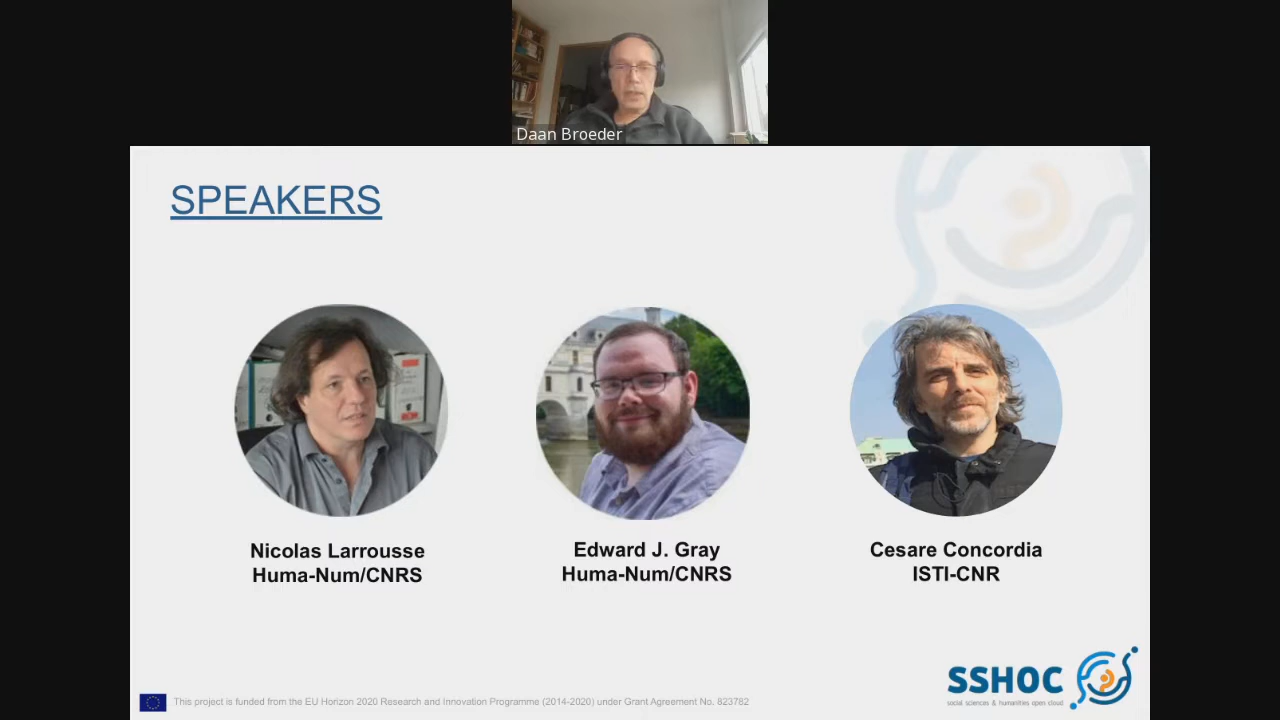 Daan Broeder
SPEAKERS
Nicolas Larrousse
Huma-Num/CNRS
Edward J. Gray
Huma-Num/CNRS
Cesare Concordia
ISTI-CNR
This project is funded from the EU Horizon 2020 Research and Innovation Programme (2014-2020) under Grant Agreement No. 823782
SSHOC
social sciences & humanities open cloud